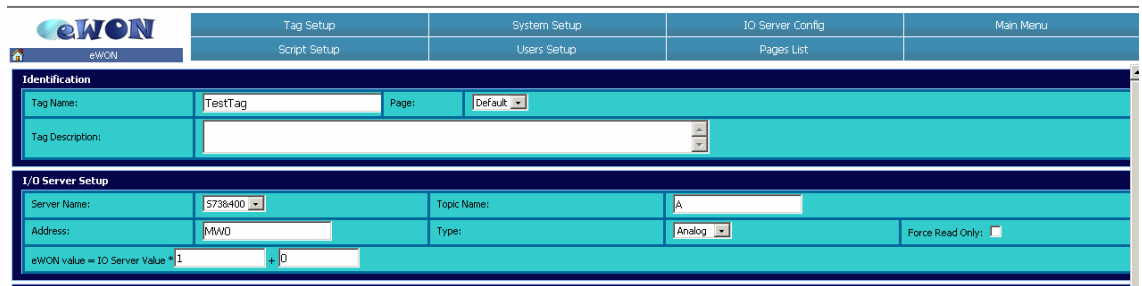 eWON
Tag Setup System Setup IO Server Config Main Menu
eWON Script Setup Users Setup Pages List
Identification
Tag Name: TestTag Page: Default
Tag Description:
I/O Server Setup
Server Name: S73&400 Topic Name: A
Address: MW0 Type: Analog Force Read Only:
eWON value = IO Server Value * 1 + 0